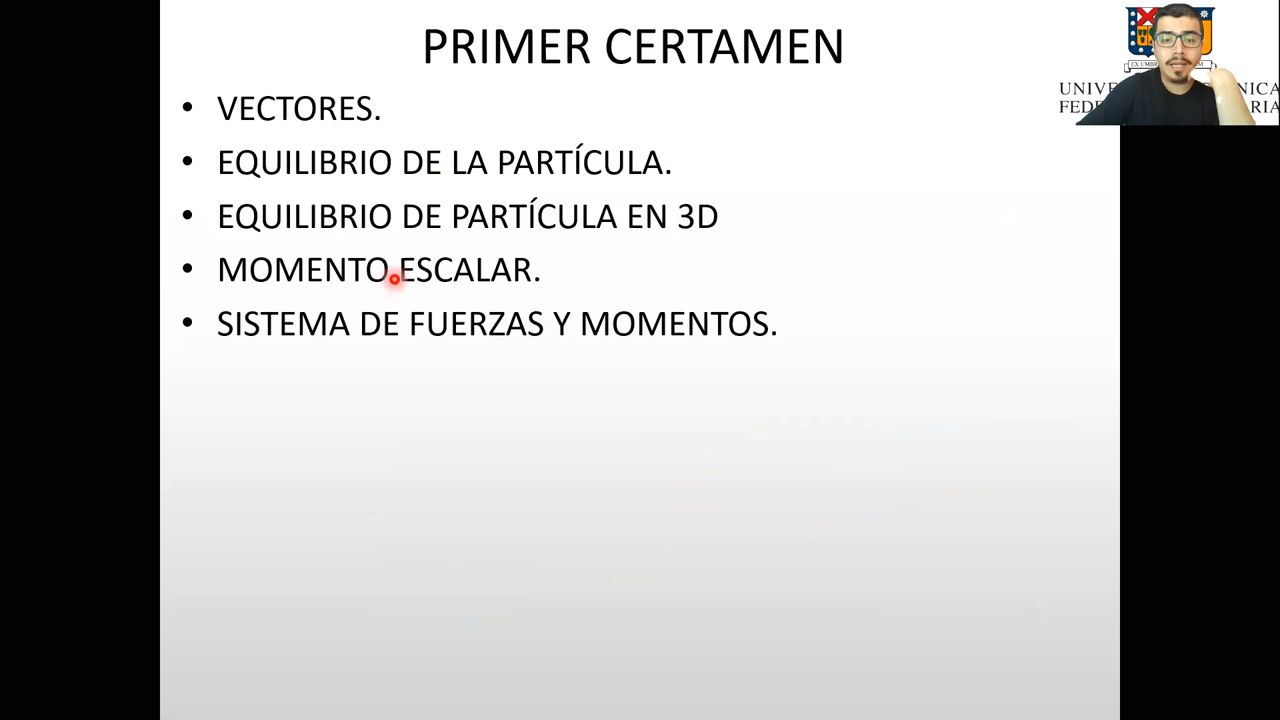 PRIMER CERTAMEN
• VECTORES.
• EQUILIBRIO DE LA PARTÍCULA.
• EQUILIBRIO DE PARTÍCULA EN 3D
• MOMENTO ESCALAR.
• SISTEMA DE FUERZAS Y MOMENTOS.